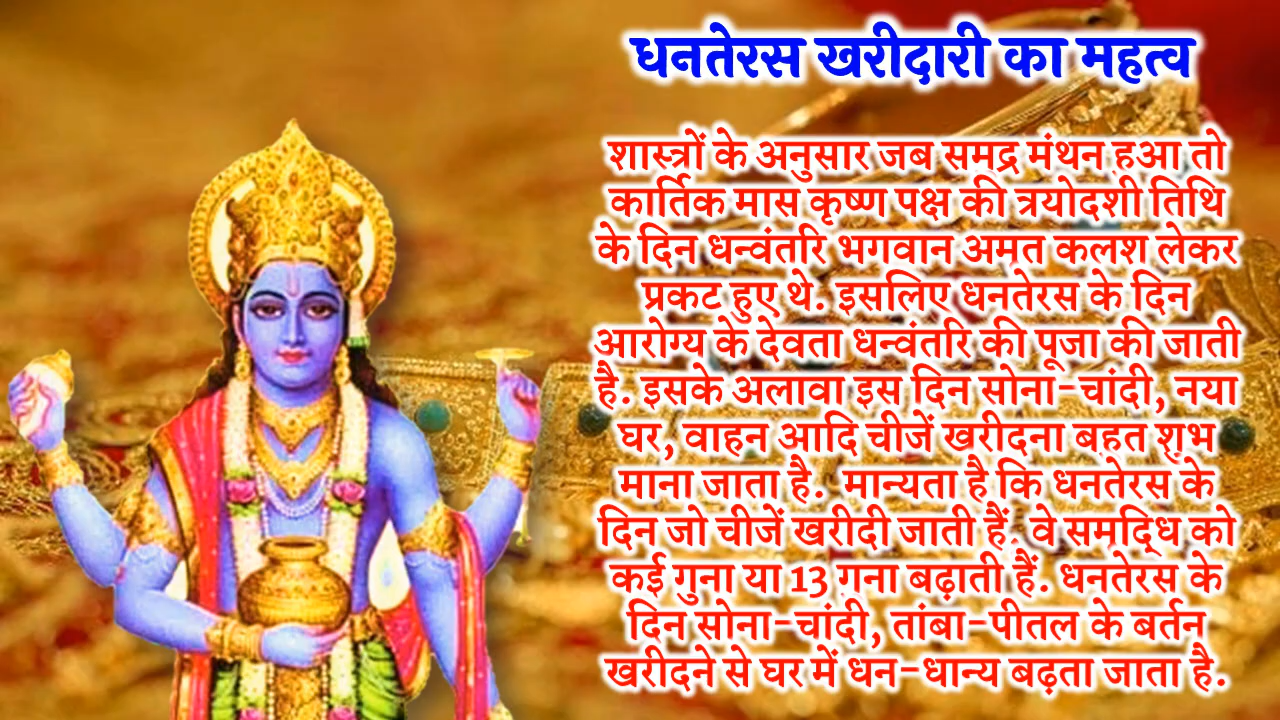 धनतेरस खरीदारी का महत्व
शास्त्रों के अनुसार जब समुद्र मंथन हुआ तो
कार्तिक मास कृष्ण पक्ष की त्रयोदशी तिथि
के दिन धन्वंतरि भगवान अमृत कलश लेकर
प्रकट हुए थे. इसलिए धनतेरस के दिन
आरोग्य के देवता धन्वंतरि की पूजा की जाती
है. इसके अलावा इस दिन सोना-चांदी, नया
घर, वाहन आदि चीजें खरीदना बहुत शुभ
माना जाता है. मान्यता है कि धनतेरस के
दिन जो चीजें खरीदी जाती हैं, वे समृद्धि को
कई गुना या 13 गुना बढ़ाती हैं. धनतेरस के
दिन सोना-चांदी, तांबा-पीतल के बर्तन
खरीदने से घर में धन-धान्य बढ़ता जाता है.